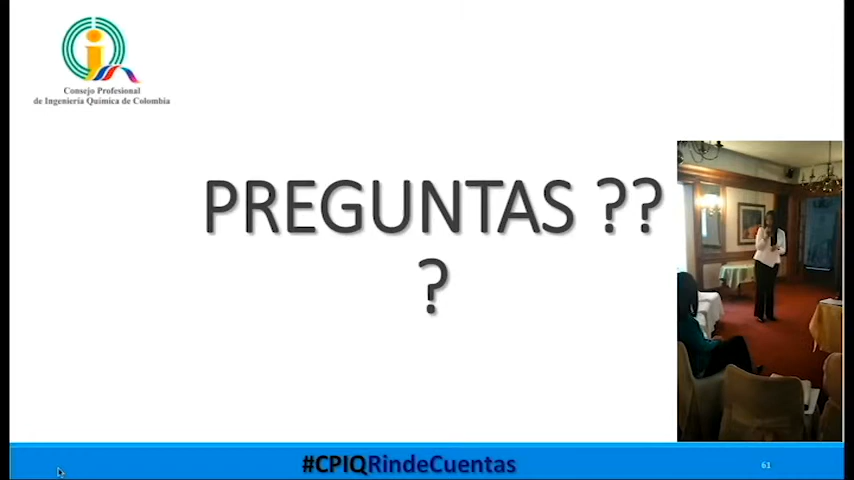 Consejo Profesional
de Ingeniería Química de Colombia
PREGUNTAS ??
?
#CPIQRindeCuentas
61